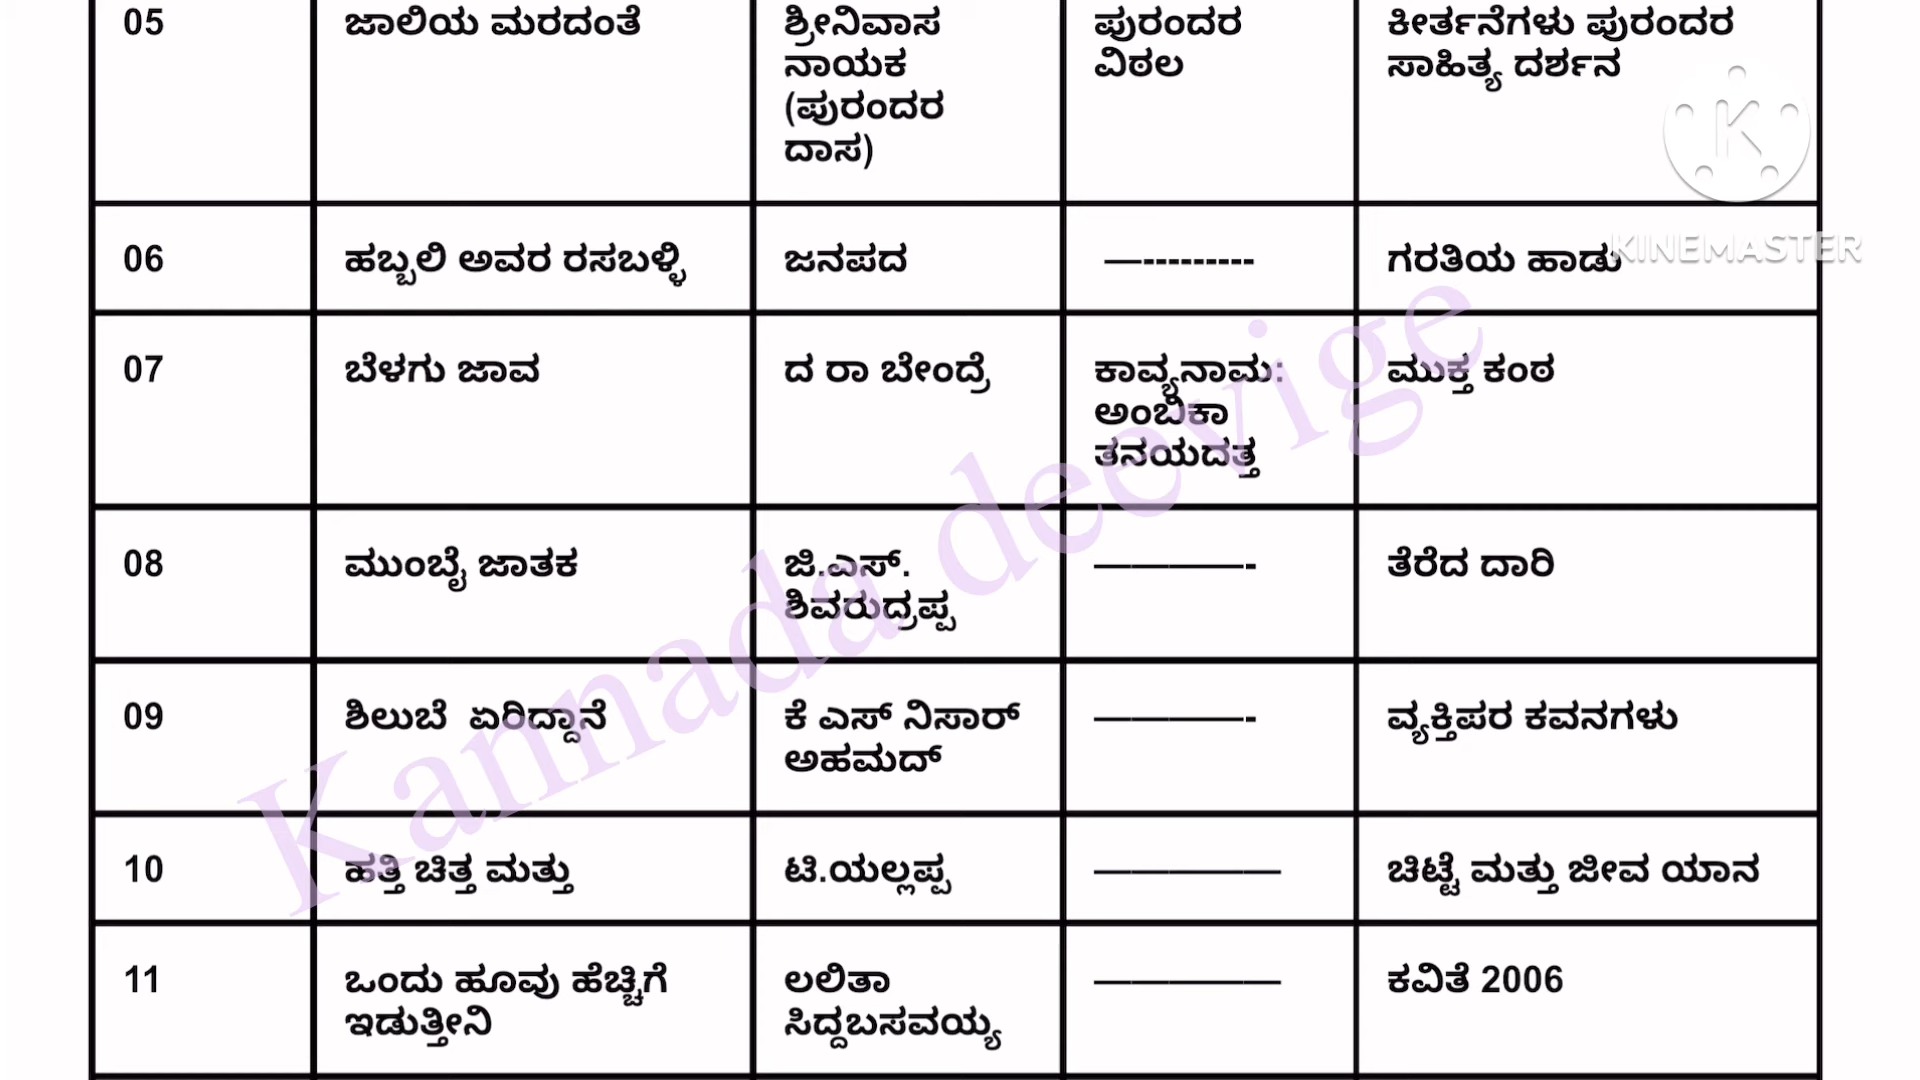 05 ಜಾಲಿಯ ಮರದಂತೆ ಶ್ರೀನಿವಾಸ ಪುರಂದರ ಕೀರ್ತನೆಗಳು ಪುರಂದರ
ನಾಯಕ ವಿಠಲ ಸಾಹಿತ್ಯ ದರ್ಶನ
(ಪುರಂದರ
ದಾಸ)
06 ಹಬ್ಬಲಿ ಅವರ ರಸಬಳ್ಳಿ ಜನಪದ —--------- ಗರತಿಯ ಹಾಡು
07 ಬೆಳಗು ಜಾವ ದ ರಾ ಬೇಂದ್ರೆ ಕಾವ್ಯನಾಮ: ಮುಕ್ತ ಕಂಠ
ಅಂಬಿಕಾ
ತನಯದತ್ತ
08 ಮುಂಬೈ ಜಾತಕ ಜಿ.ಎಸ್. ————- ತೆರೆದ ದಾರಿ
ಶಿವರುದ್ರಪ್ಪ
09 ಶಿಲುಬೆ ಏರಿದ್ದಾನೆ ಕೆ ಎಸ್ ನಿಸಾರ್ ————- ವ್ಯಕ್ತಿಪರ ಕವನಗಳು
ಅಹಮದ್
10 ಹತ್ತಿ ಚಿತ್ತ ಮತ್ತು ಟಿ.ಯಲ್ಲಪ್ಪ ————— ಚಿಟ್ಟೆ ಮತ್ತು ಜೀವ ಯಾನ
11 ಒಂದು ಹೂವು ಹೆಚ್ಚಿಗೆ ಲಲಿತಾ ————— ಕವಿತೆ 2006
ಇಡುತ್ತೀನಿ ಸಿದ್ದಬಸವಯ್ಯ
K
KINEMASTER
Kannada deevige